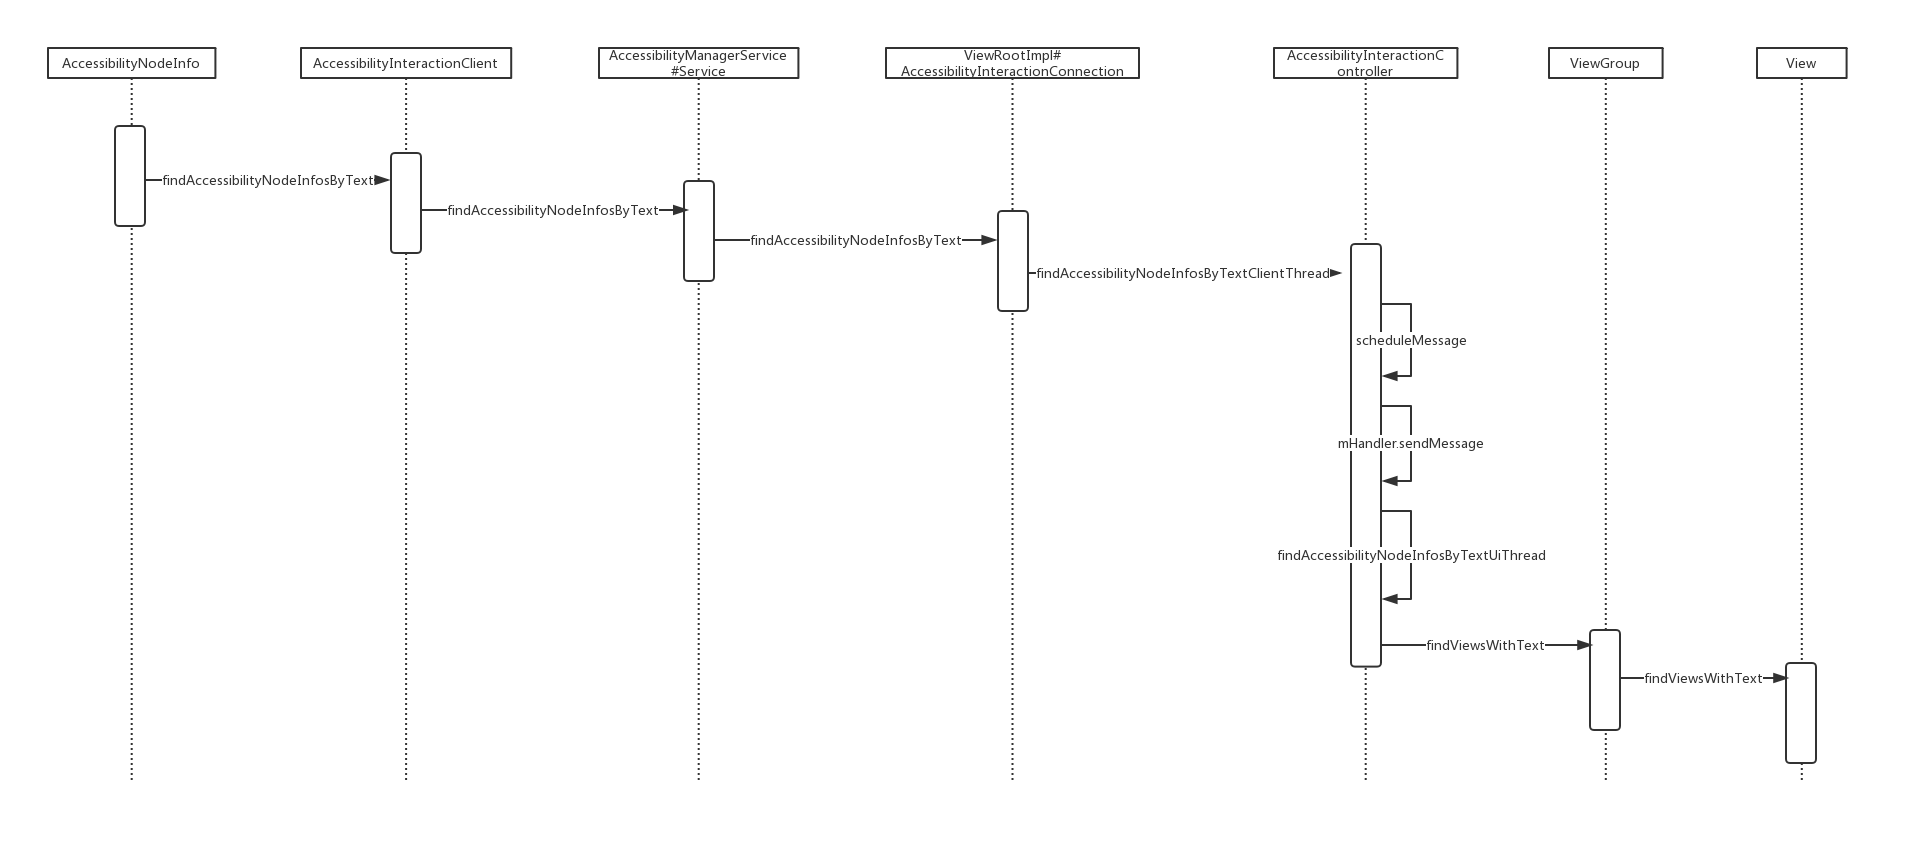 AccessibilityNodeInfo
AccessibilityInteractionClient
AccessibilityManagerService
#Service
ViewRootImpl#
AccessibilityInteractionConnection
AccessibilityInteractionC
ontroller
ViewGroup
View
findAccessibilityNodeInfosByText
findAccessibilityNodeInfosByText
findAccessibilityNodeInfosByText
findAccessibilityNodeInfosByTextClientThread
scheduleMessage
mHandler.sendMessage
findAccessibilityNodeInfosByTextUiThread
findViewsWithText
findViewsWithText